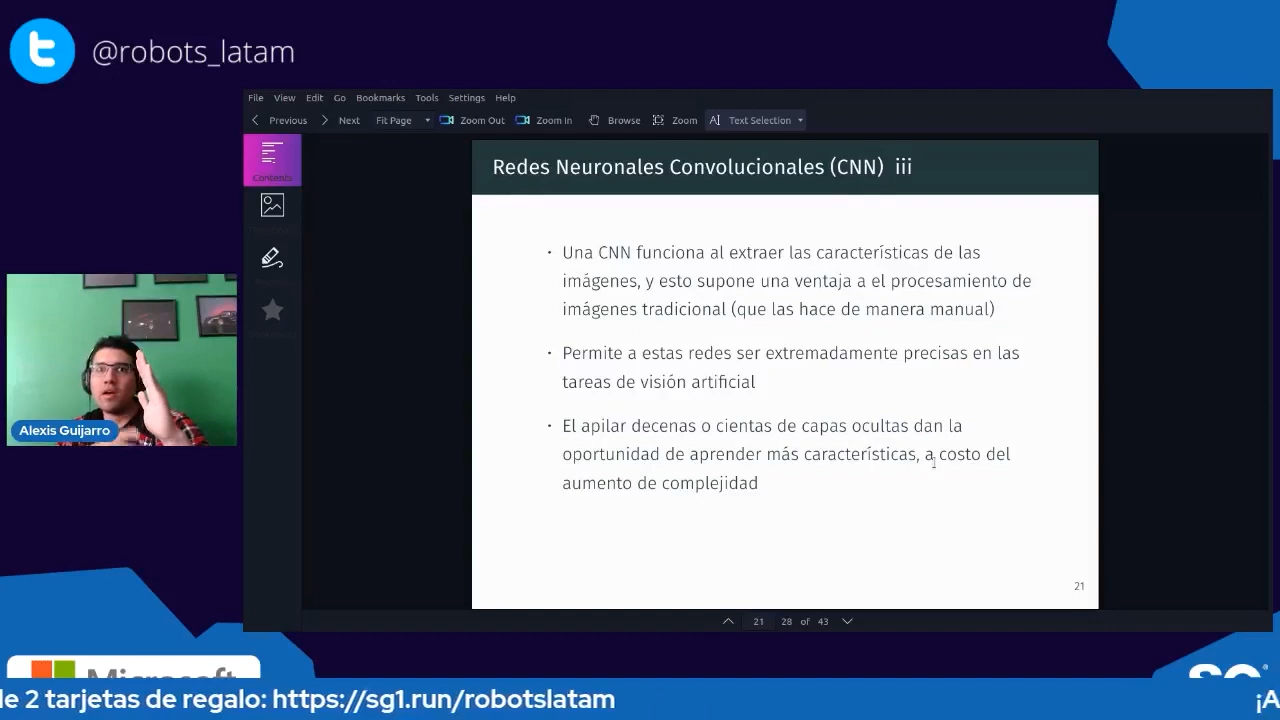 @robots_latam
File View Edit Go Bookmarks Tools Settings Help
Previous Next Fit Page Zoom Out Zoom In Browse Zoom Text Selection
Contents
Redes Neuronales Convolucionales (CNN) iii
· Una CNN funciona al extraer las características de las
imágenes, y esto supone una ventaja a el procesamiento de
imágenes tradicional (que las hace de manera manual)
· Permite a estas redes ser extremadamente precisas en las
tareas de visión artificial
· El apilar decenas o cientas de capas ocultas dan la
oportunidad de aprender más características, a costo del
aumento de complejidad
21
Alexis Guijarro
21 28 of 43
Microsoft
SG
le 2 tarjetas de regalo: https://sg1.run/robotslatam
¡A